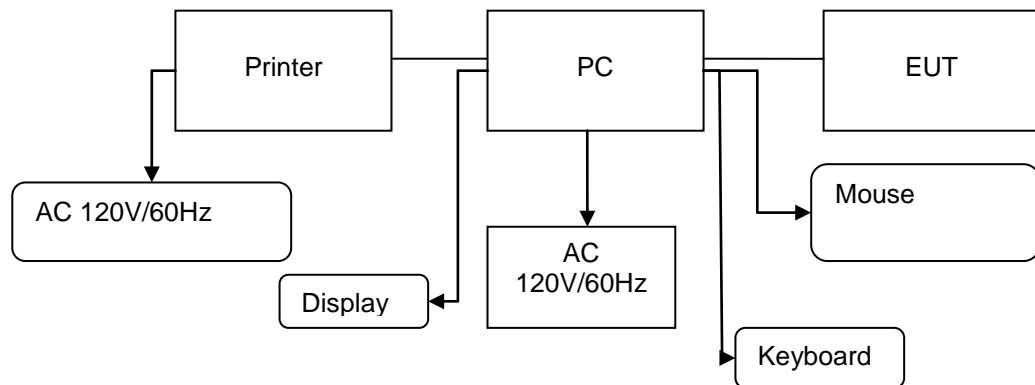 Printer
PC
EUT
AC 120V/60Hz
Mouse
AC
120V/60Hz
Display
Keyboard